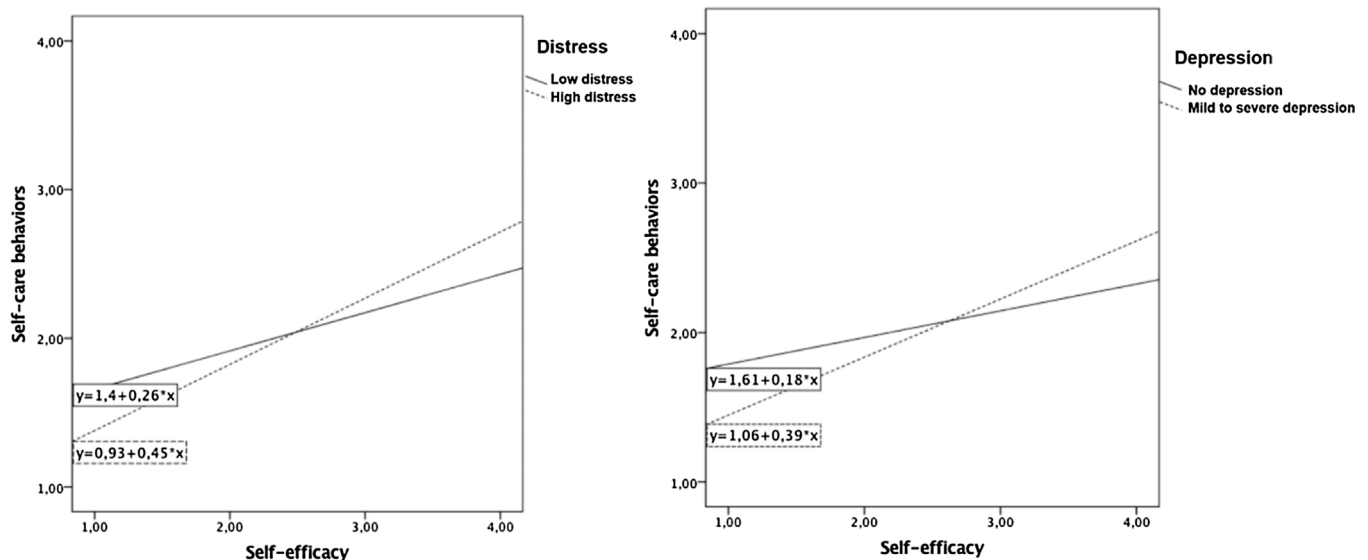 Distress
Low distress
High distress
4,00
3,00
2,00
1,00
Self-care behaviors
y=1,4+0,26*x
y=0,93+0,45*x
1,00 2,00 3,00 4,00
Self-efficacy
Depression
No depression
Mild to severe depression
4,00
3,00
2,00
1,00
Self-care behaviors
y=1,61+0,18*x
y=1,06+0,39*x
1,00 2,00 3,00 4,00
Self-efficacy